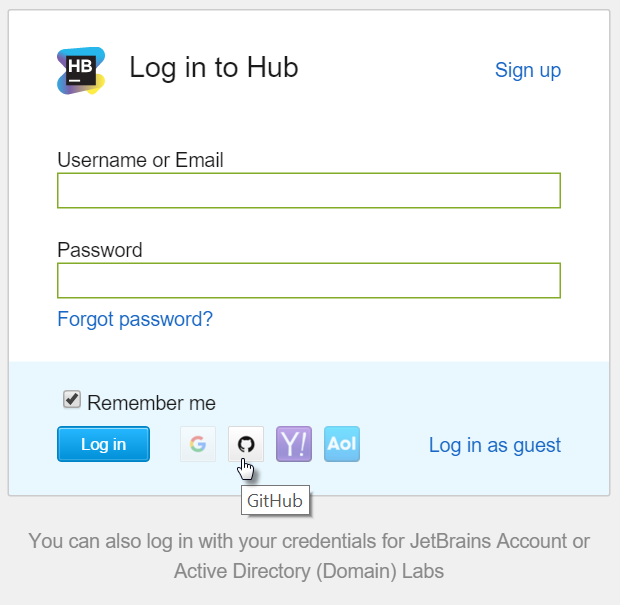 HB
Log in to Hub
Sign up
Username or Email
Password
Forgot password?
Remember me
Log in
G
Y!
Aol
Log in as guest
GitHub
You can also log in with your credentials for JetBrains Account or
Active Directory (Domain) Labs